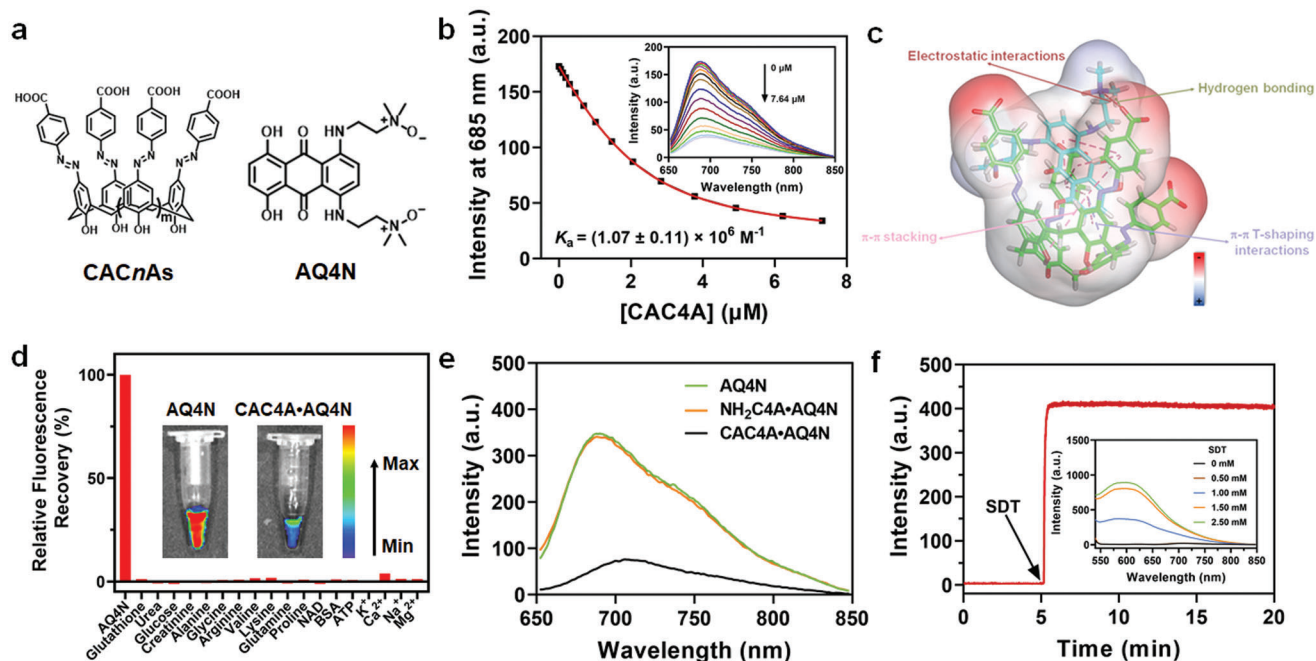 a
HOOC
COOH
COOH
COOH
N=N
N=N
N=N
N=N
OH
OH
OH
OH
m
CACnAs
OH
O
HN
N⁺
O⁻
OH
O
HN
N⁺
O⁻
AQ4N
b
Intensity at 685 nm (a.u.)
200
150
100
50
0
0
2
4
6
8
[CAC4A] (μM)
Kₐ = (1.07 ± 0.11) × 10⁶ M⁻¹
Intensity (a.u.)
200
150
100
50
0
650
700
750
800
850
Wavelength (nm)
0 μM
7.64 μM
c
Electrostatic interactions
Hydrogen bonding
π-π stacking
π-π T-shaping
interactions
-
+
d
Relative Fluorescence
Recovery (%)
100
50
0
AQ4N
CAC4A•AQ4N
Max
Min
AQ4N
Glutathione
Urea
Glucose
Creatinine
Alanine
Glycine
Arginine
Valine
Lysine
Glutamine
Proline
NAD
BSA
ATP
K⁺
Ca²⁺
Na⁺
Mg²⁺
e
Intensity (a.u.)
500
400
300
200
100
0
650
700
750
800
850
Wavelength (nm)
AQ4N
NH₂C4A•AQ4N
CAC4A•AQ4N
f
Intensity (a.u.)
500
400
300
200
100
0
0
5
10
15
20
Time (min)
SDT
Intensity (a.u.)
1500
1000
500
0
550
600
650
700
750
800
850
Wavelength (nm)
SDT
0 mM
0.50 mM
1.00 mM
1.50 mM
2.50 mM